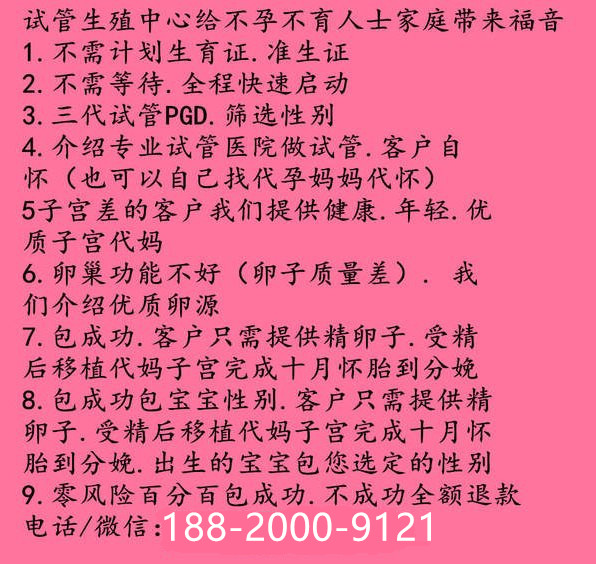 试管生殖中心给不孕不育人士家庭带来福音
1.不需计划生育证.准生证
2.不需等待.全程快速启动
3.三代试管PGD.筛选性别
4.介绍专业试管医院做试管.客户自
怀（也可以自己找代孕妈妈代怀）
5子宫差的客户我们提供健康.年轻.优
质子宫代妈
6.卵巢功能不好（卵子质量差）. 我
们介绍优质卵源
7.包成功.客户只需提供精卵子.受精
后移植代妈子宫完成十月怀胎到分娩
8.包成功包宝宝性别.客户只需提供精
卵子.受精后移植代妈子宫完成十月怀
胎到分娩.出生的宝宝包您选定的性别
9.零风险百分百包成功.不成功全额退款
电话/微信:188-2000-9121